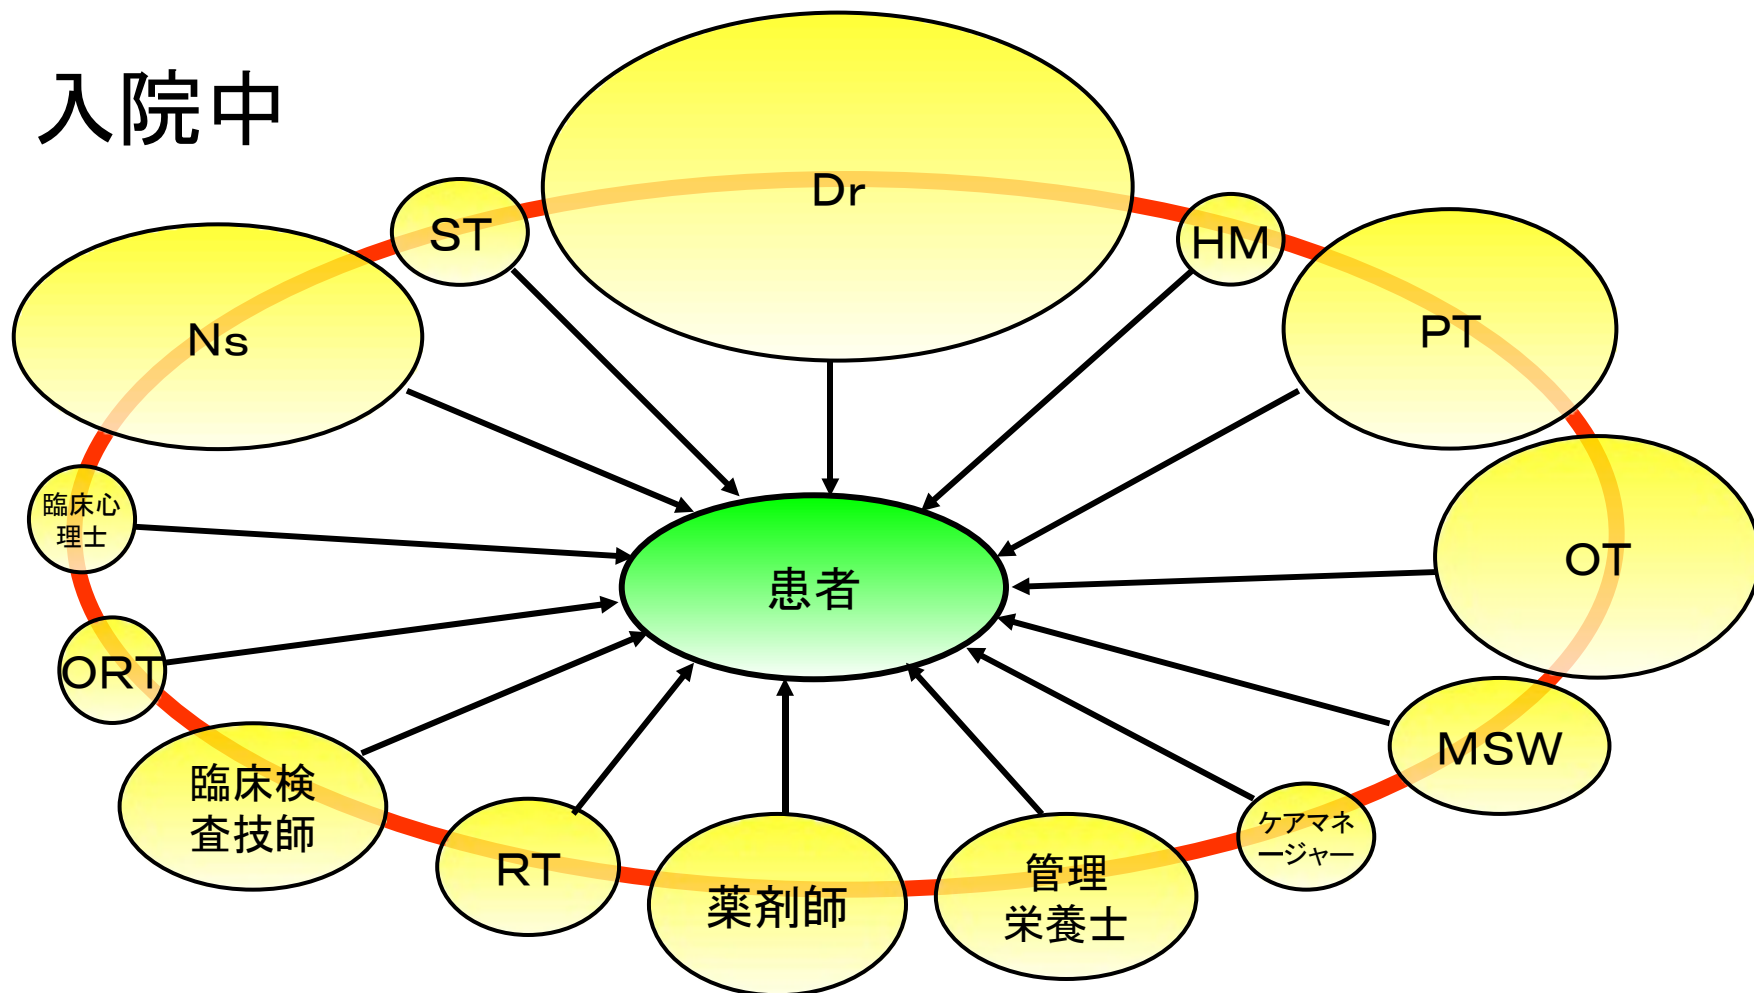 入院中
Dr
ST
HM
Ns
PT
臨床心
理士
OT
患者
ORT
MSW
臨床検
査技師
ケアマネ
ージャー
RT
薬剤師
管理
栄養士